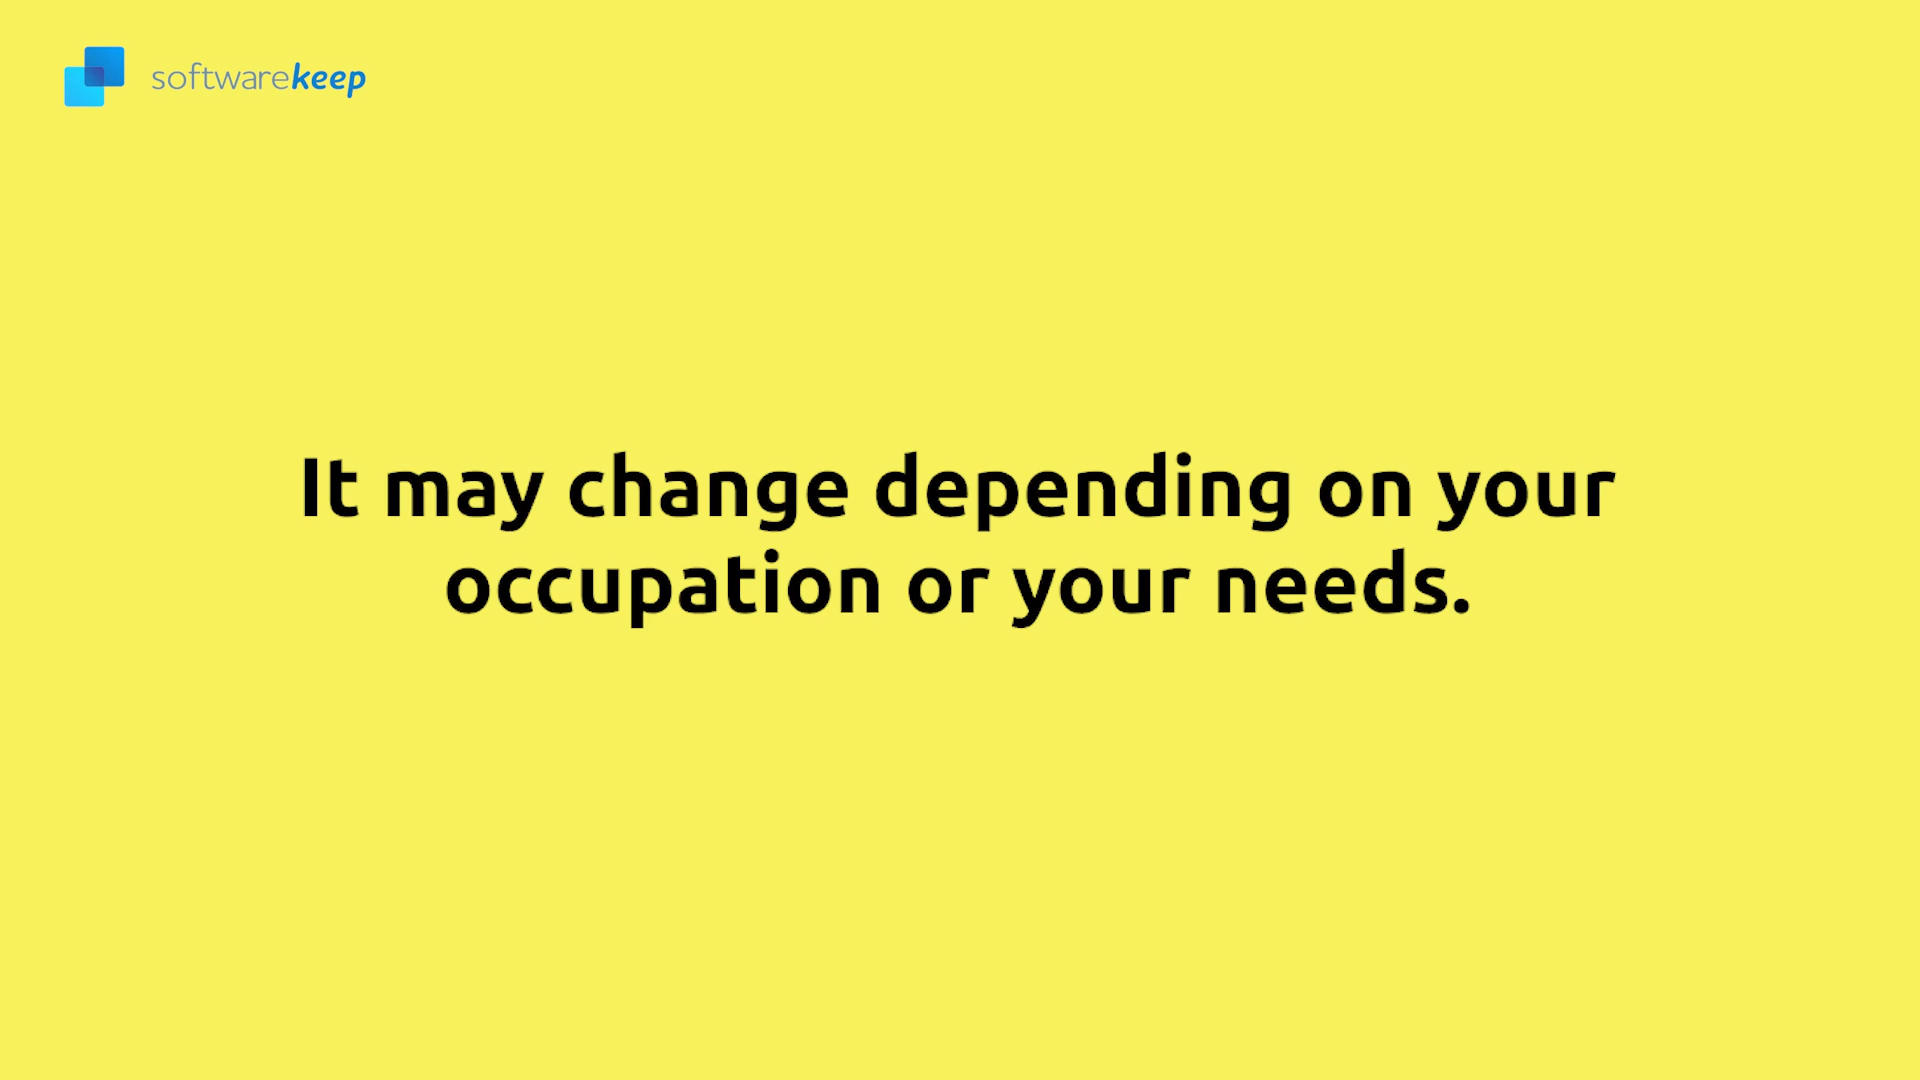 softwarekeep
It may change depending on your
occupation or your needs.